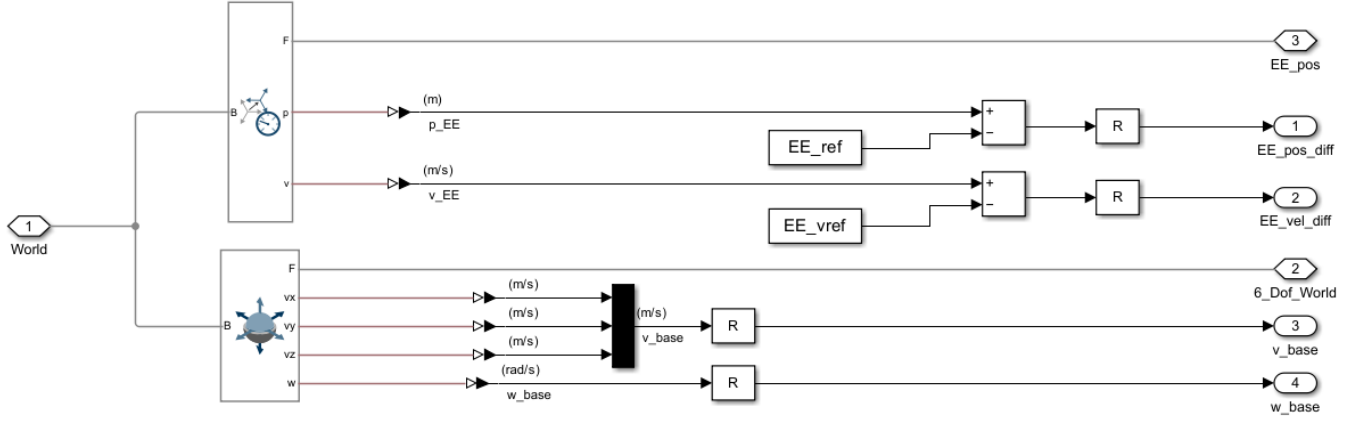 F
3
EE_pos
B
p
(m)
p_EE
+
−
EE_ref
R
1
EE_pos_diff
v
(m/s)
v_EE
+
−
EE_vref
R
2
EE_vel_diff
1
World
F
2
6_Dof_World
vx
(m/s)
B
vy
(m/s)
(m/s)
v_base
R
3
v_base
vz
(m/s)
w
(rad/s)
w_base
R
4
w_base